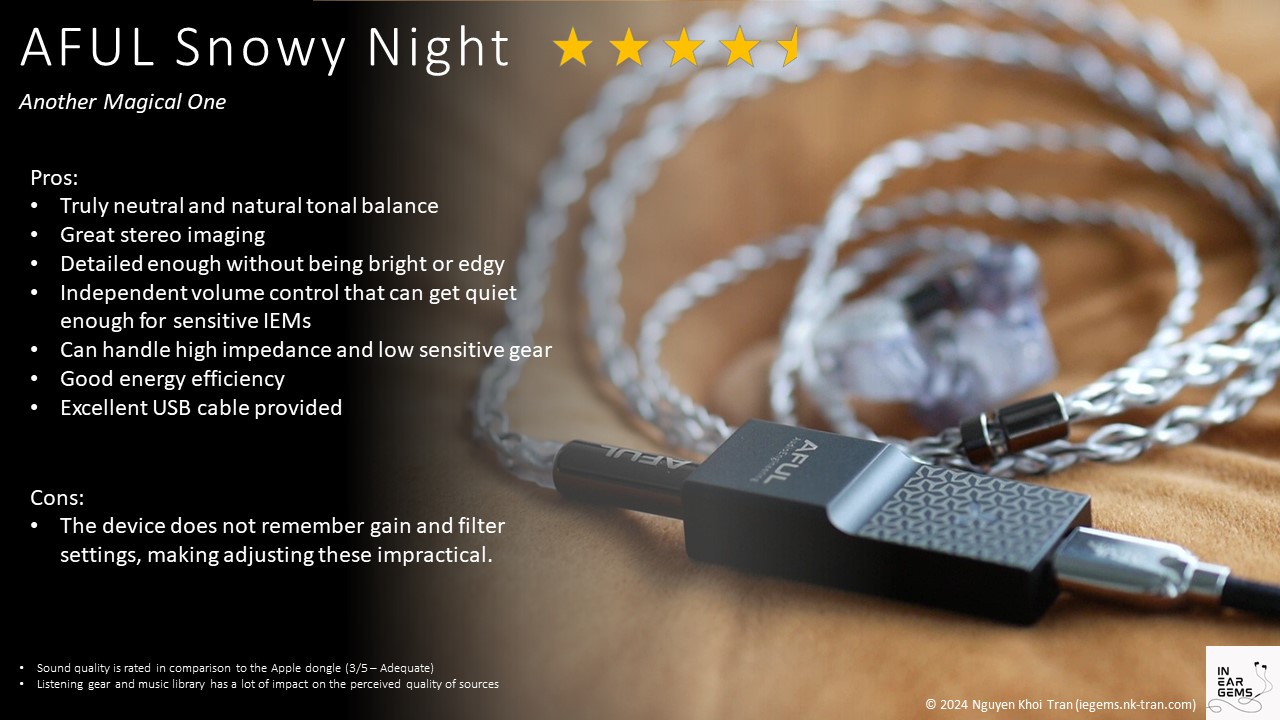 AFUL Snowy Night
Another Magical One
Pros:
• Truly neutral and natural tonal balance
• Great stereo imaging
• Detailed enough without being bright or edgy
• Independent volume control that can get quiet
enough for sensitive IEMs
• Can handle high impedance and low sensitive gear
• Good energy efficiency
• Excellent USB cable provided
Cons:
• The device does not remember gain and filter
settings, making adjusting these impractical.
AFUL
AFUL
Audio Engineering
• Sound quality is rated in comparison to the Apple dongle (3/5 – Adequate)
• Listening gear and music library has a lot of impact on the perceived quality of sources
© 2024 Nguyen Khoi Tran (iegems.nk-tran.com)
IN
EAR
GEMS